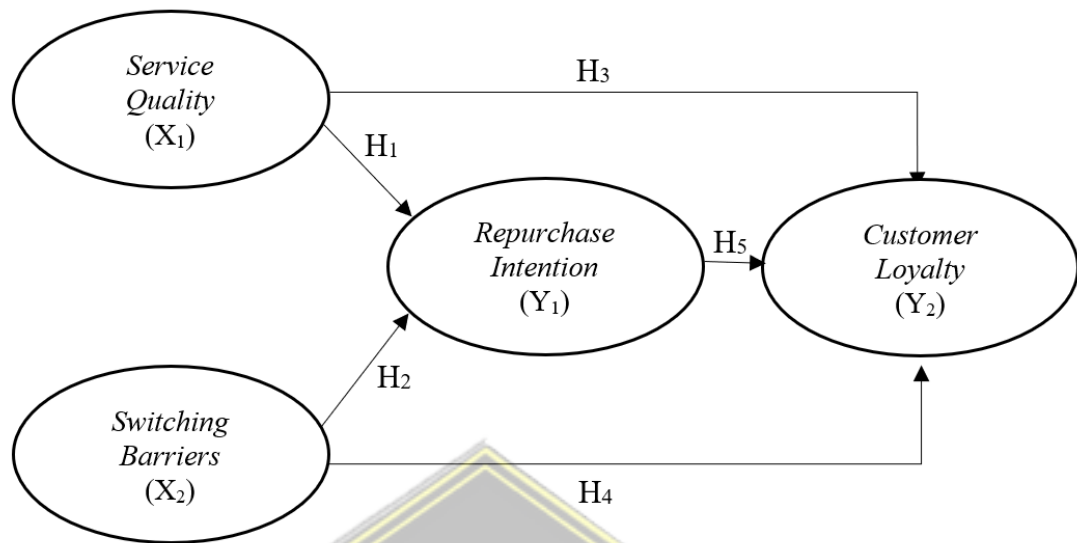 Service
Quality
(X₁)
H₃
H₁
Repurchase
Intention
(Y₁)
H₅
Customer
Loyalty
(Y₂)
H₂
Switching
Barriers
(X₂)
H₄